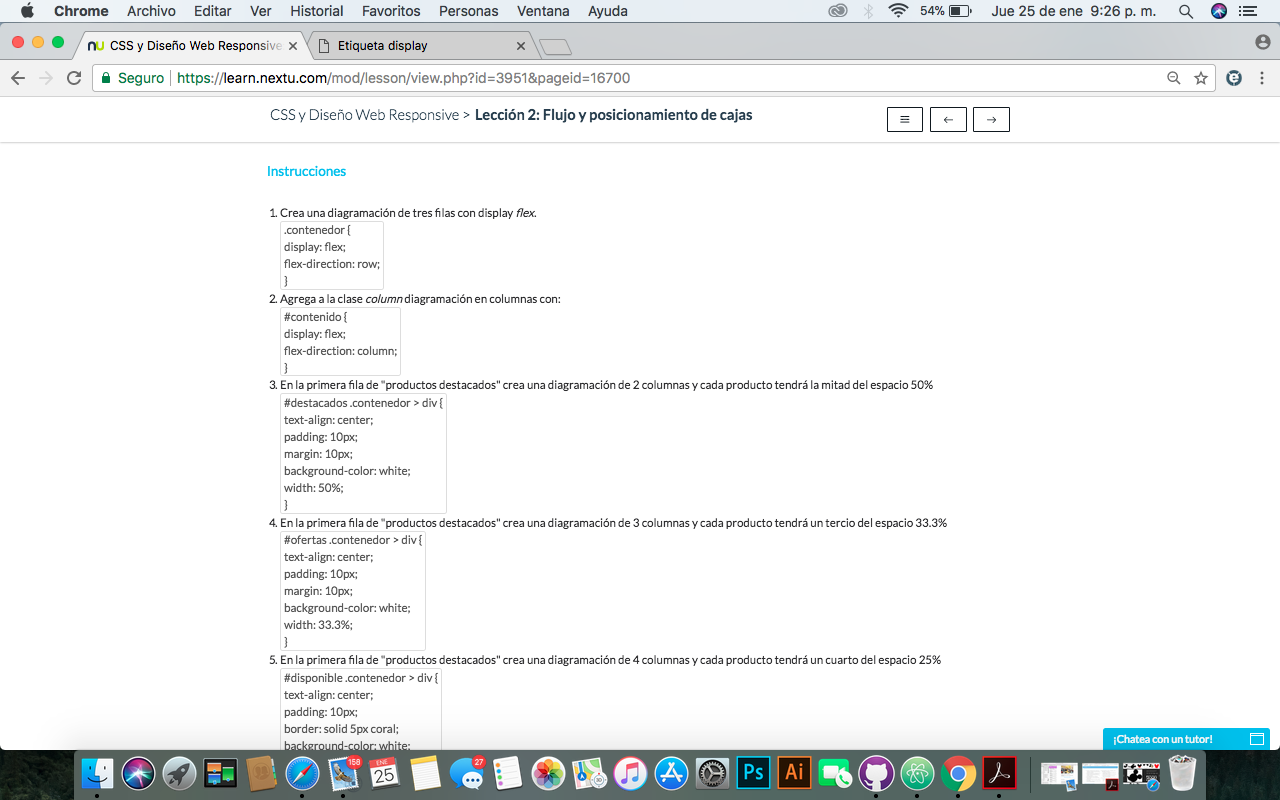 Chrome Archivo Editar Ver Historial Favoritos Personas Ventana Ayuda 54% Jue 25 de ene 9:26 p. m.
CSS y Diseño Web Responsive Etiqueta display
Seguro https://learn.nextu.com/mod/lesson/view.php?id=3951&pageid=16700
CSS y Diseño Web Responsive > Lección 2: Flujo y posicionamiento de cajas
Instrucciones
1. Crea una diagramación de tres filas con display flex.
.contenedor {
display: flex;
flex-direction: row;
}
2. Agrega a la clase column diagramación en columnas con:
#contenido {
display: flex;
flex-direction: column;
}
3. En la primera fila de "productos destacados" crea una diagramación de 2 columnas y cada producto tendrá la mitad del espacio 50%
#destacados .contenedor > div {
text-align: center;
padding: 10px;
margin: 10px;
background-color: white;
width: 50%;
}
4. En la primera fila de "productos destacados" crea una diagramación de 3 columnas y cada producto tendrá un tercio del espacio 33.3%
#ofertas .contenedor > div {
text-align: center;
padding: 10px;
margin: 10px;
background-color: white;
width: 33.3%;
}
5. En la primera fila de "productos destacados" crea una diagramación de 4 columnas y cada producto tendrá un cuarto del espacio 25%
#disponible .contenedor > div {
text-align: center;
padding: 10px;
border: solid 5px coral;
background-color: white;
¡Chatea con un tutor!
158
ENE
25
27
Ps
Ai